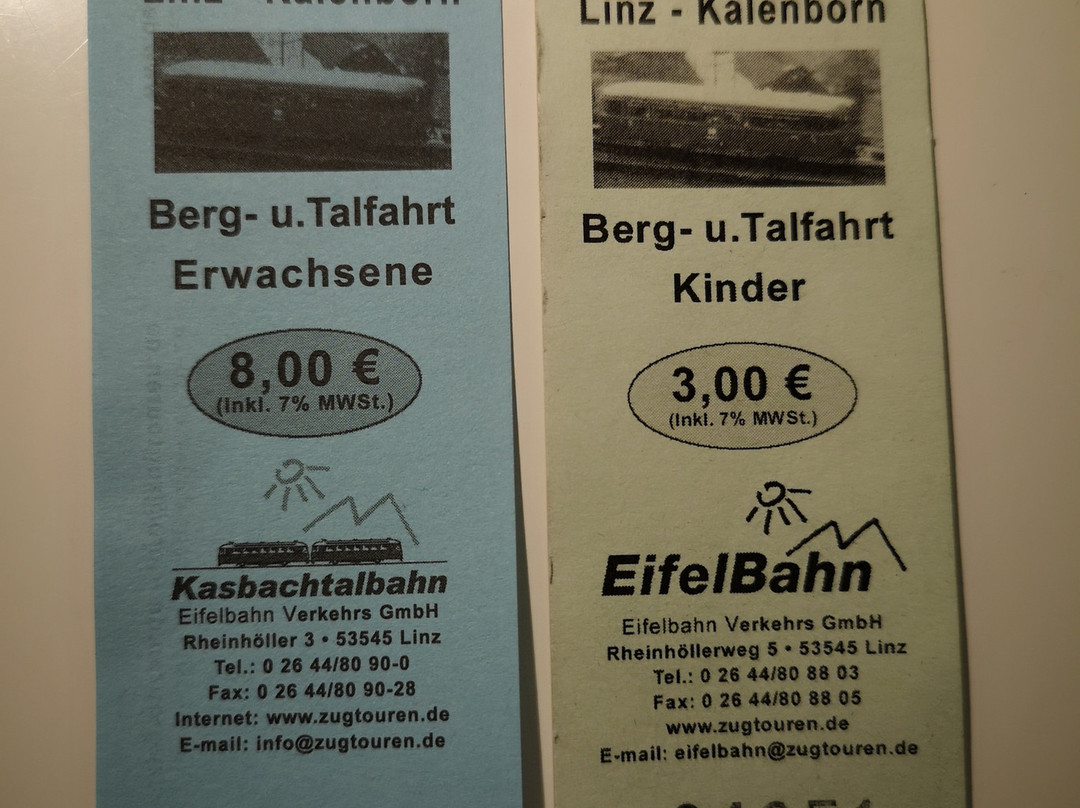 Linz - Kalenborn
Berg- u.Talfahrt
Erwachsene
8,00 €
(Inkl. 7% MWSt.)
Kasbachtalbahn
Eifelbahn Verkehrs GmbH
Rheinhöller 3 • 53545 Linz
Tel.: 0 26 44/80 90-0
Fax: 0 26 44/80 90-28
Internet: www.zugtouren.de
E-mail: info@zugtouren.de
Linz - Kalenborn
Berg- u.Talfahrt
Kinder
3,00 €
(Inkl. 7% MWSt.)
EifelBahn
Eifelbahn Verkehrs GmbH
Rheinhöllerweg 5 • 53545 Linz
Tel.: 0 26 44/80 88 03
Fax: 0 26 44/80 88 05
www.zugtouren.de
E-mail: eifelbahn@zugtouren.de